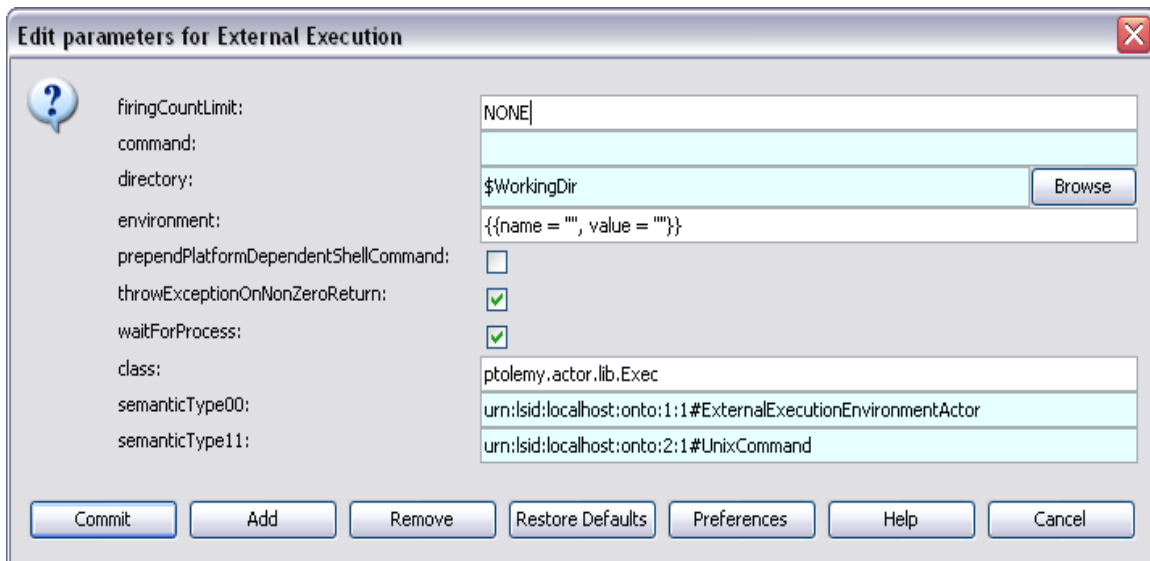 Edit parameters for External Execution
firingCountLimit: NONE
command:
directory: $WorkingDir Browse
environment: {{name = "", value = ""}}
prependPlatformDependentShellCommand:
throwExceptionOnNonZeroReturn:
waitForProcess:
class: ptolemy.actor.lib.Exec
semanticType00: urn:lsid:localhost:onto:1:1#ExternalExecutionEnvironmentActor
semanticType11: urn:lsid:localhost:onto:2:1#UnixCommand
Commit Add Remove Restore Defaults Preferences Help Cancel